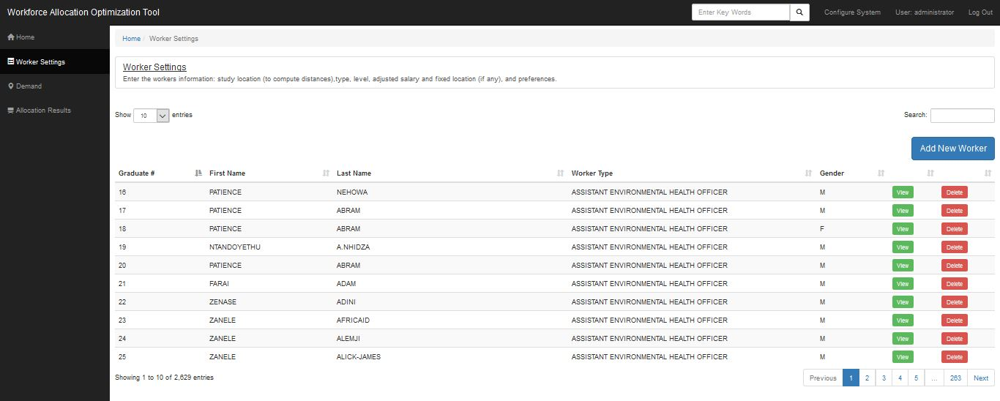 Workforce Allocation Optimization Tool Enter Key Words Configure System User: administrator Log Out
Home
Worker Settings
Demand
Allocation Results
Home / Worker Settings
Worker Settings
Enter the workers information: study location (to compute distances),type, level, adjusted salary and fixed location (if any), and preferences.
Show 10 entries Search:
Add New Worker
Graduate # First Name Last Name Worker Type Gender
16 PATIENCE NEHOWA ASSISTANT ENVIRONMENTAL HEALTH OFFICER M View Delete
17 PATIENCE ABRAM ASSISTANT ENVIRONMENTAL HEALTH OFFICER M View Delete
18 PATIENCE ABRAM ASSISTANT ENVIRONMENTAL HEALTH OFFICER F View Delete
19 NTANDOYETHU A.NHIDZA ASSISTANT ENVIRONMENTAL HEALTH OFFICER M View Delete
20 PATIENCE ABRAM ASSISTANT ENVIRONMENTAL HEALTH OFFICER M View Delete
21 FARAI ADAM ASSISTANT ENVIRONMENTAL HEALTH OFFICER M View Delete
22 ZENASE ADINI ASSISTANT ENVIRONMENTAL HEALTH OFFICER M View Delete
23 ZANELE AFRICAID ASSISTANT ENVIRONMENTAL HEALTH OFFICER M View Delete
24 ZANELE ALEMJI ASSISTANT ENVIRONMENTAL HEALTH OFFICER M View Delete
25 ZANELE ALICK-JAMES ASSISTANT ENVIRONMENTAL HEALTH OFFICER M View Delete
Showing 1 to 10 of 2,629 entries Previous 1 2 3 4 5 ... 263 Next